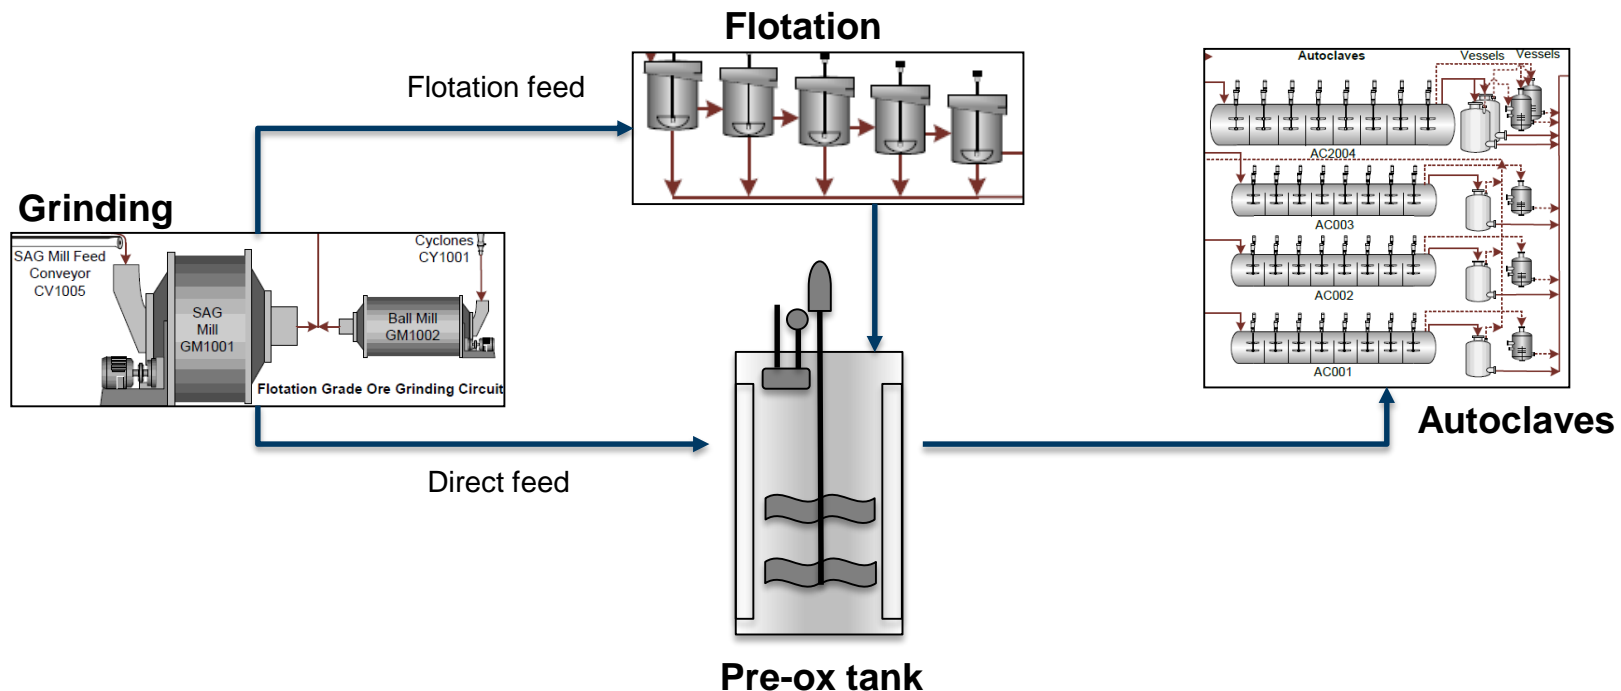 Flotation
Flotation feed
Grinding
SAG Mill Feed
Conveyor
CV1005
SAG
Mill
GM1001
Cyclones
CY1001
Ball Mill
GM1002
Flotation Grade Ore Grinding Circuit
Direct feed
Pre-ox tank
Autoclaves
Vessels
Vessels
AC2004
AC003
AC002
AC001
Autoclaves